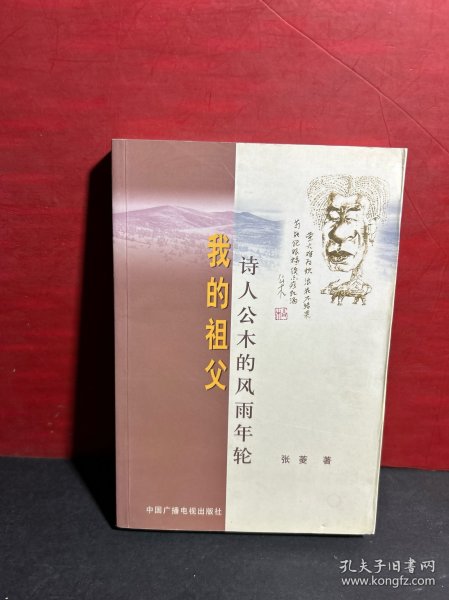 我的祖父
诗人公木的风雨年轮
张菱 著
中国广播电视出版社
孔夫子旧书网
www.kongfz.com